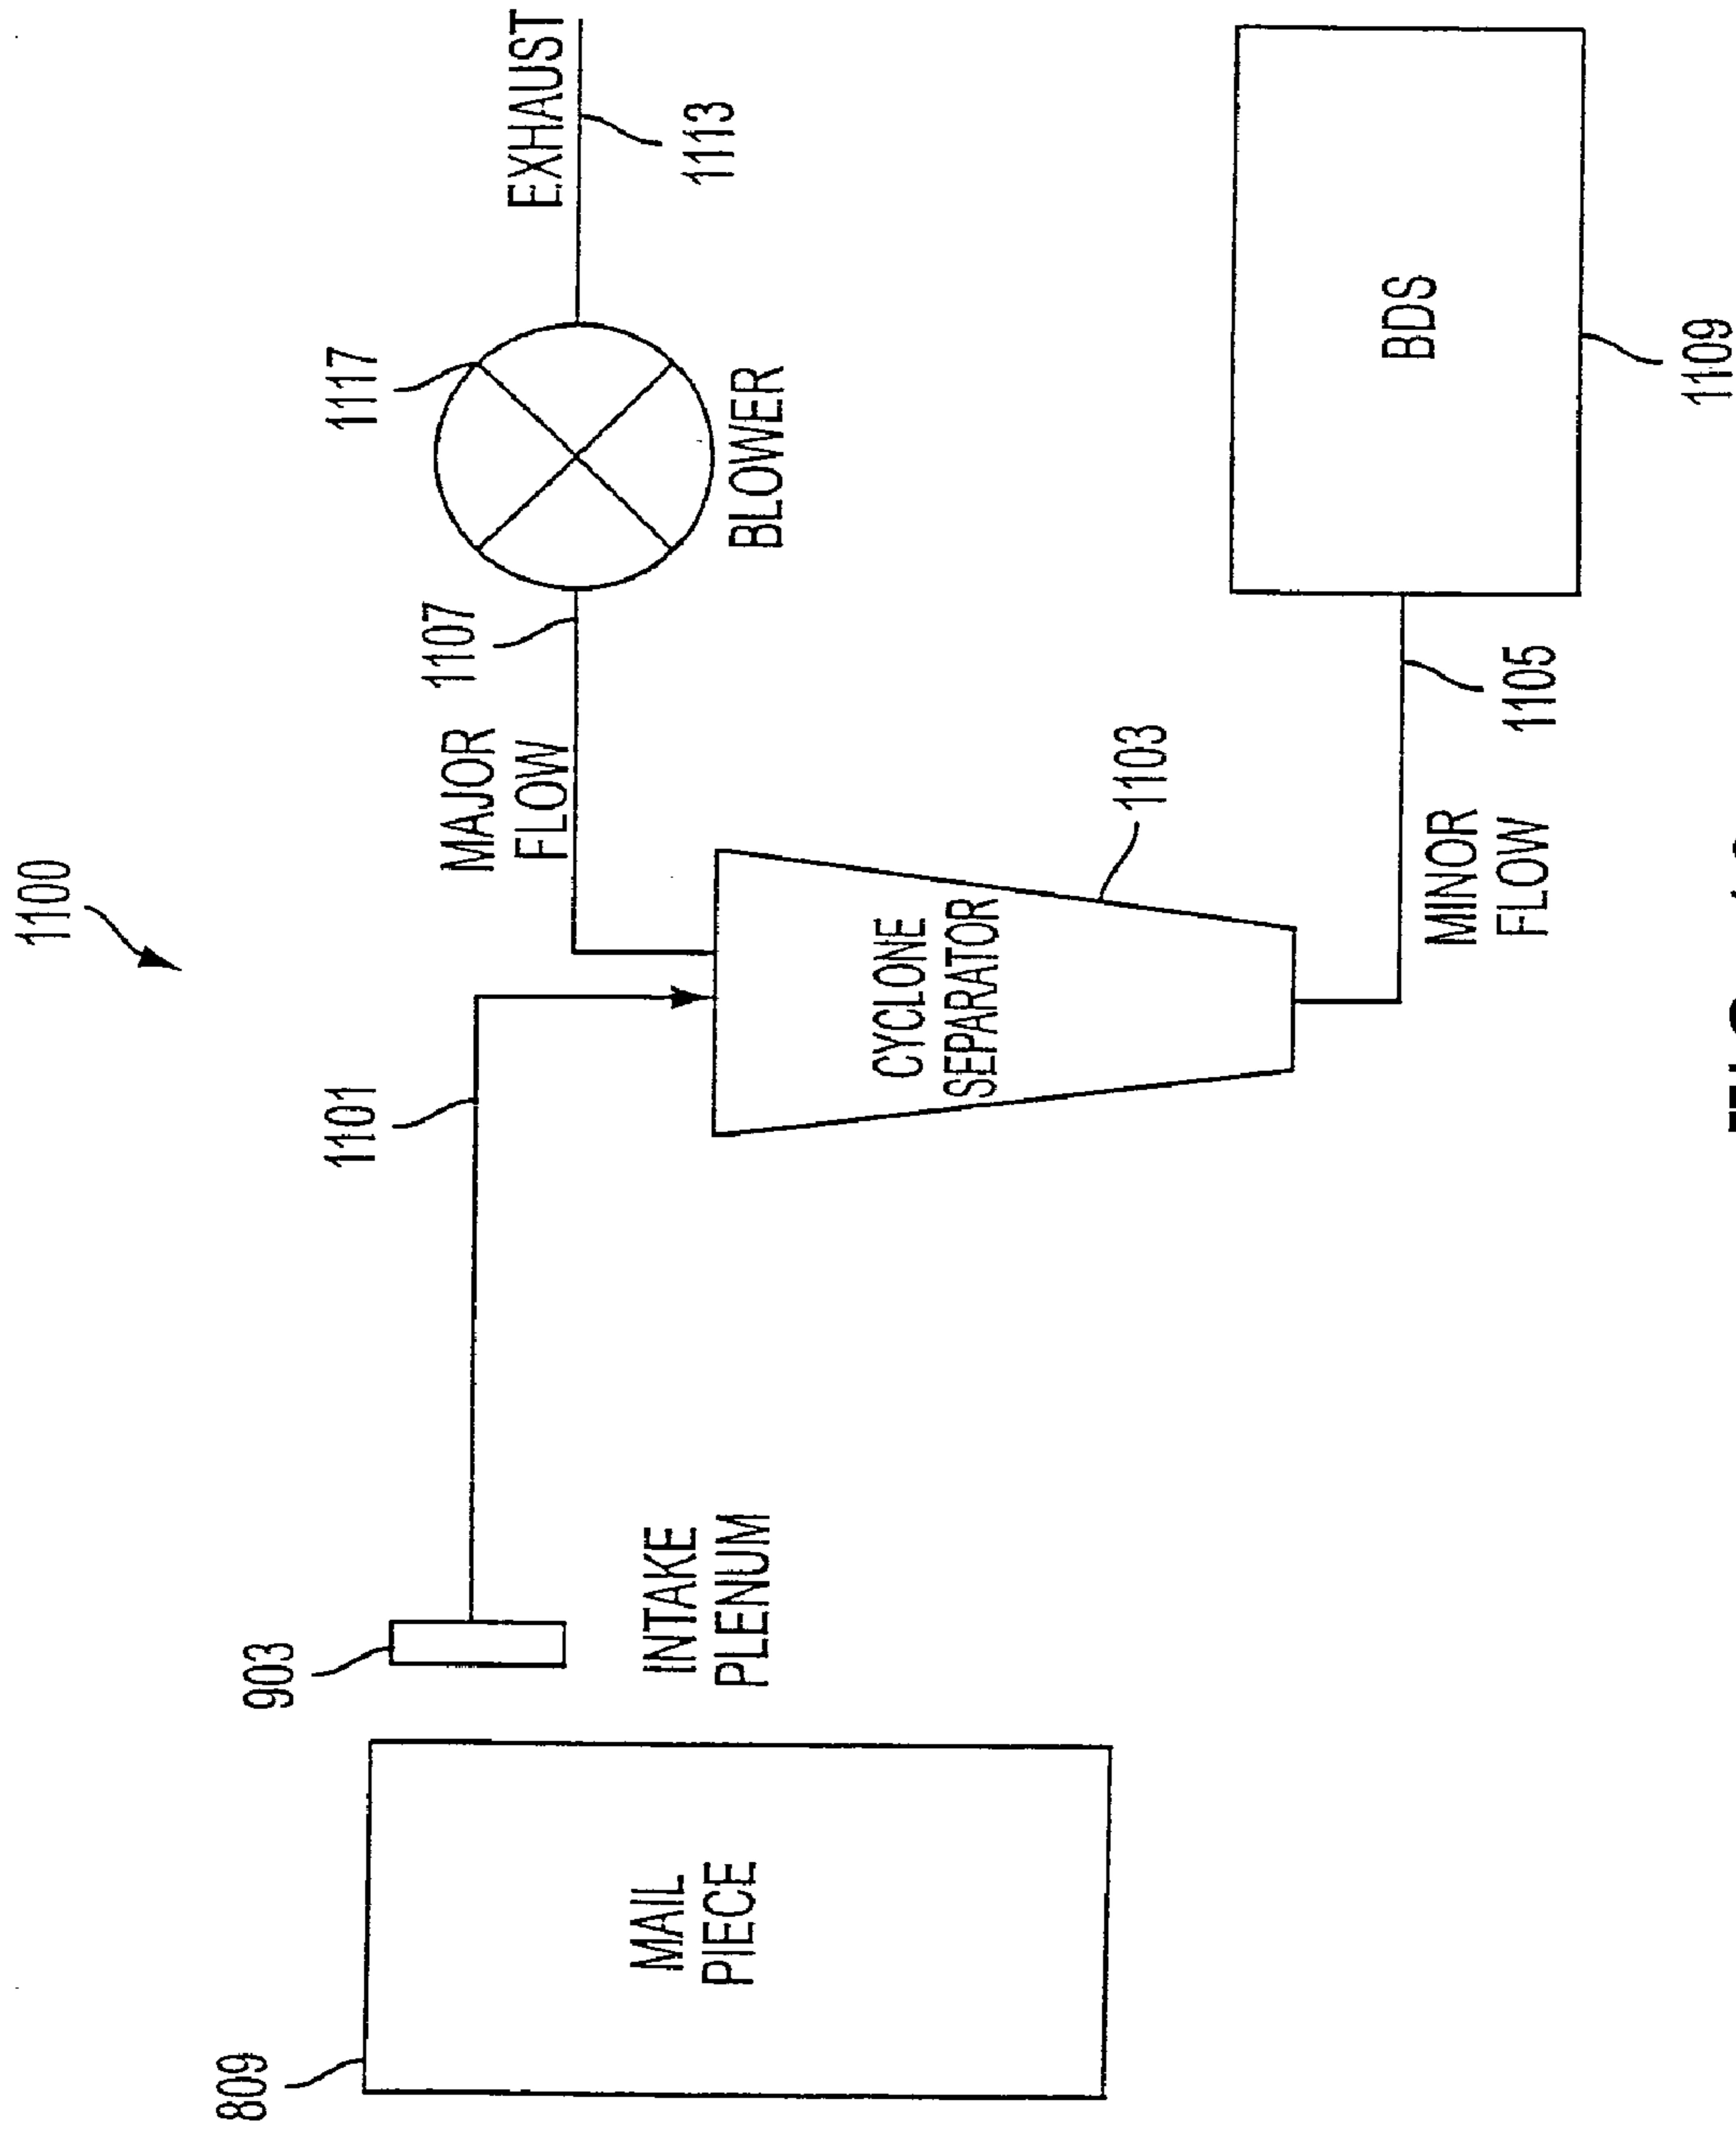 1100
809
MAIL
PIECE
903
INTAKE
PLENUM
1101
CYCLONE
SEPARATOR
1103
MAJOR
FLOW
1107
1117
BLOWER
EXHAUST
1113
MINOR
FLOW
1105
BDS
1109